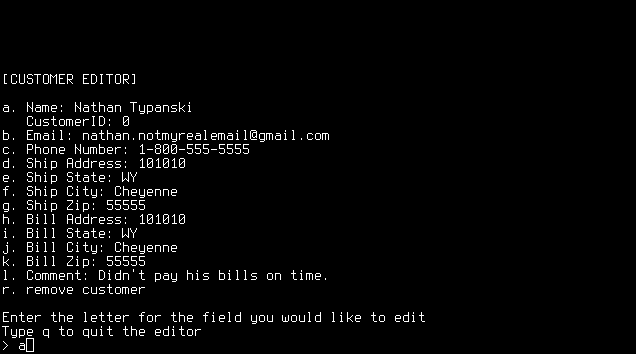 [CUSTOMER EDITOR]
a. Name: Nathan Typanski
CustomerID: 0
b. Email: nathan.notmyrealemail@gmail.com
c. Phone Number: 1-800-555-5555
d. Ship Address: 101010
e. Ship State: WY
f. Ship City: Cheyenne
g. Ship Zip: 55555
h. Bill Address: 101010
i. Bill State: WY
j. Bill City: Cheyenne
k. Bill Zip: 55555
l. Comment: Didn't pay his bills on time.
r. remove customer
Enter the letter for the field you would like to edit
Type q to quit the editor
> a